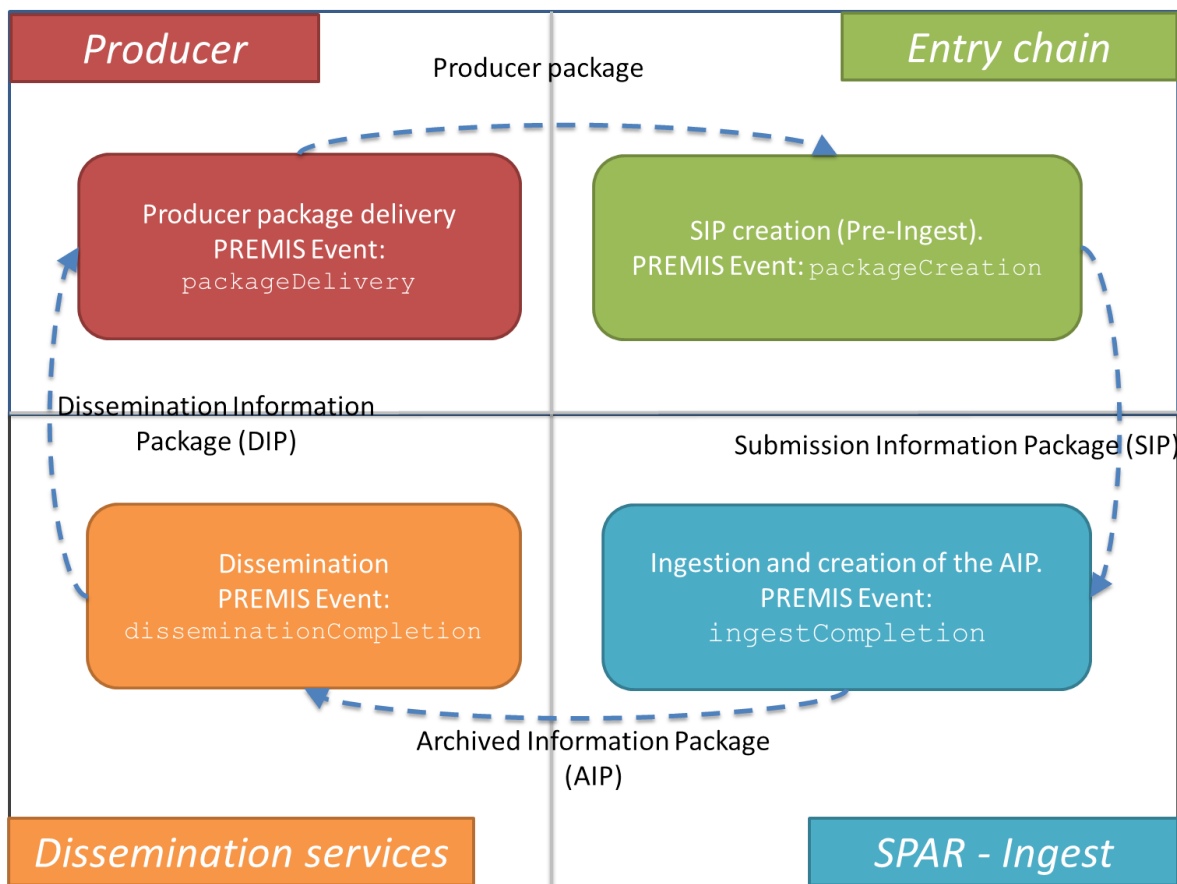 Producer
Entry chain
Producer package
Producer package delivery
PREMIS Event:
packageDelivery
SIP creation (Pre-Ingest).
PREMIS Event: packageCreation
Dissemination Information
Package (DIP)
Submission Information Package (SIP)
Dissemination
PREMIS Event:
disseminationCompletion
Ingestion and creation of the AIP.
PREMIS Event:
ingestCompletion
Archived Information Package
(AIP)
Dissemination services
SPAR - Ingest